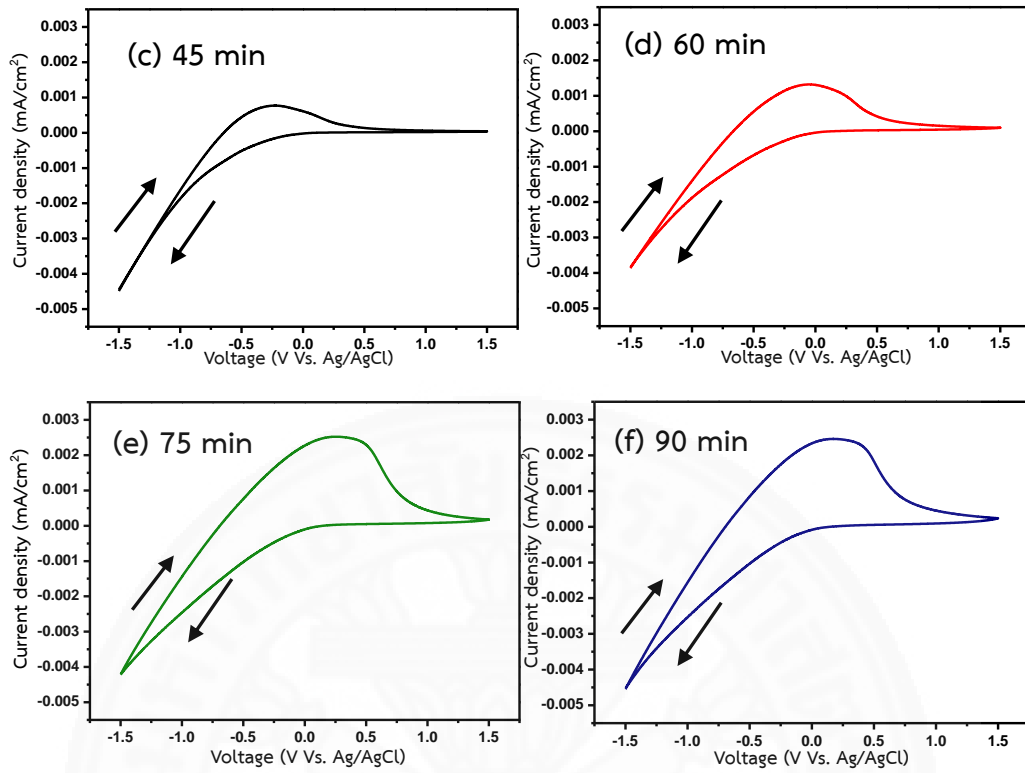 (c) 45 min
Current density (mA/cm²)
0.003
0.002
0.001
0.000
-0.001
-0.002
-0.003
-0.004
-0.005
-1.5 -1.0 -0.5 0.0 0.5 1.0 1.5
Voltage (V Vs. Ag/AgCl)
(d) 60 min
Current density (mA/cm²)
0.003
0.002
0.001
0.000
-0.001
-0.002
-0.003
-0.004
-0.005
-1.5 -1.0 -0.5 0.0 0.5 1.0 1.5
Voltage (V Vs. Ag/AgCl)
(e) 75 min
Current density (mA/cm²)
0.003
0.002
0.001
0.000
-0.001
-0.002
-0.003
-0.004
-0.005
-1.5 -1.0 -0.5 0.0 0.5 1.0 1.5
Voltage (V Vs. Ag/AgCl)
(f) 90 min
Current density (mA/cm²)
0.003
0.002
0.001
0.000
-0.001
-0.002
-0.003
-0.004
-0.005
-1.5 -1.0 -0.5 0.0 0.5 1.0 1.5
Voltage (V Vs. Ag/AgCl)